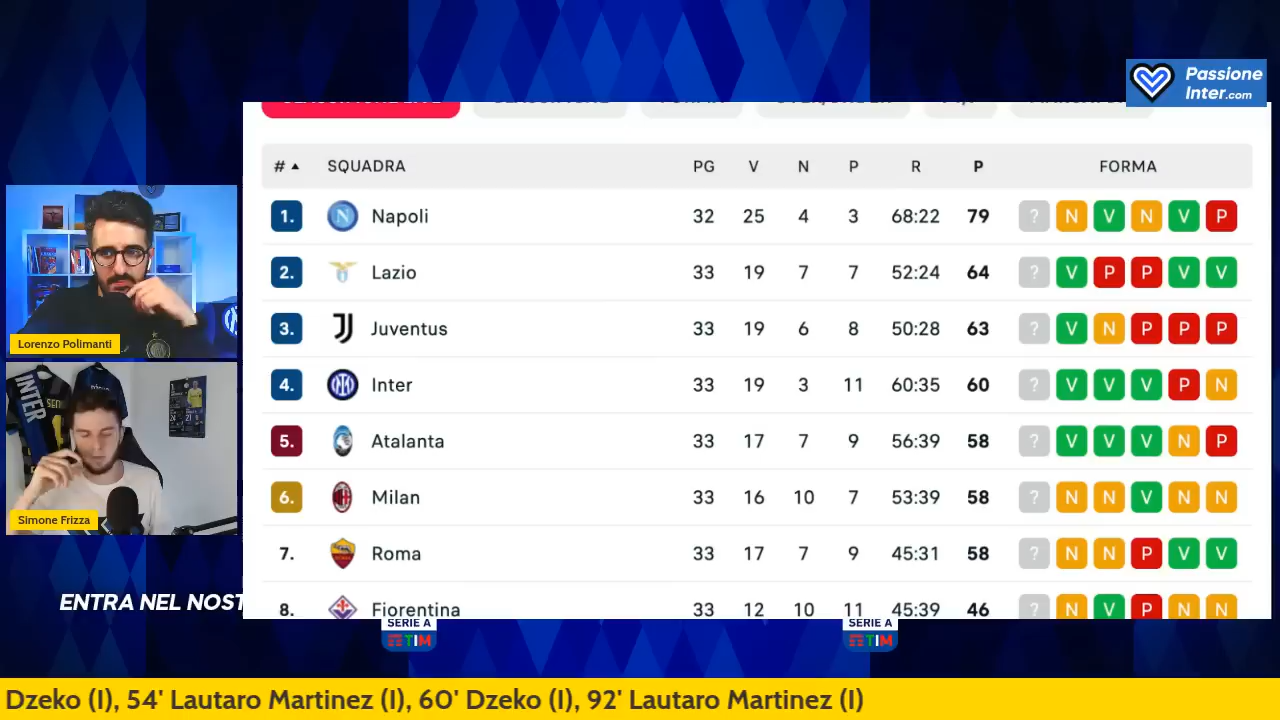 Passione
Inter.com
# SQUADRA PG V N P R P FORMA
1. Napoli 32 25 4 3 68:22 79 ? N V N V P
2. Lazio 33 19 7 7 52:24 64 ? V P P V V
3. Juventus 33 19 6 8 50:28 63 ? V N P P P
4. Inter 33 19 3 11 60:35 60 ? V V V P N
5. Atalanta 33 17 7 9 56:39 58 ? V V V N P
6. Milan 33 16 10 7 53:39 58 ? N N V N N
7. Roma 33 17 7 9 45:31 58 ? N N P V V
8. Fiorentina 33 12 10 11 45:39 46 ? N V P N N
Lorenzo Polimanti
INTER
Simone Frizza
ENTRA NEL NOST
SERIE A
TIM
SERIE A
TIM
Dzeko (I), 54' Lautaro Martinez (I), 60' Dzeko (I), 92' Lautaro Martinez (I)